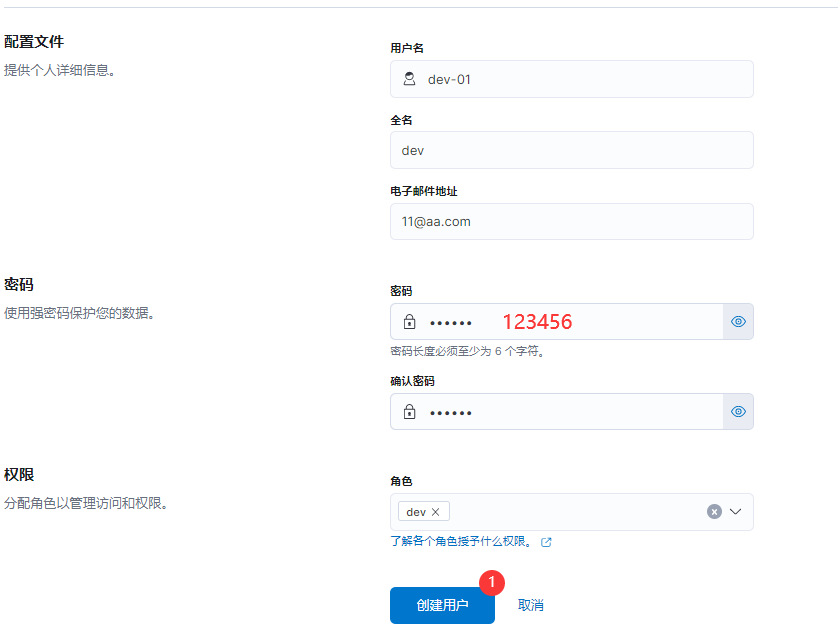 配置文件
提供个人详细信息。
用户名
dev-01
全名
dev
电子邮件地址
11@aa.com
密码
使用强密码保护您的数据。
密码
•••••• 123456
密码长度必须至少为 6 个字符。
确认密码
••••••
权限
分配角色以管理访问和权限。
角色
dev
了解各个角色授予什么权限。
1
创建用户 取消